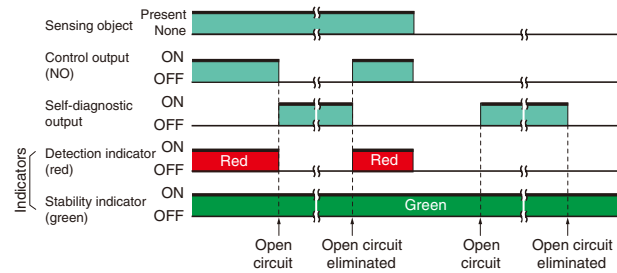 Sensing object
Present
None
Control output
(NO)
ON
OFF
Self-diagnostic
output
ON
OFF
Indicators
Detection indicator
(red)
ON
OFF
Red
Red
Stability indicator
(green)
ON
OFF
Green
Open
circuit
Open circuit
eliminated
Open
circuit
Open circuit
eliminated